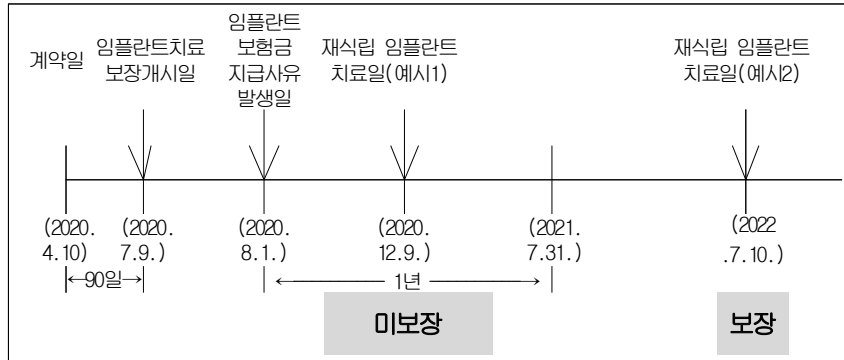 계약일
임플란트치료
보장개시일
임플란트
보험금
지급사유
발생일
재식립 임플란트
치료일(예시1)
재식립 임플란트
치료일(예시2)
(2020.
4.10)
(2020.
7.9.)
(2020.
8.1.)
(2020.
12.9.)
(2021.
7.31.)
(2022
.7.10.)
←90일→
← 1년 →
미보장
보장